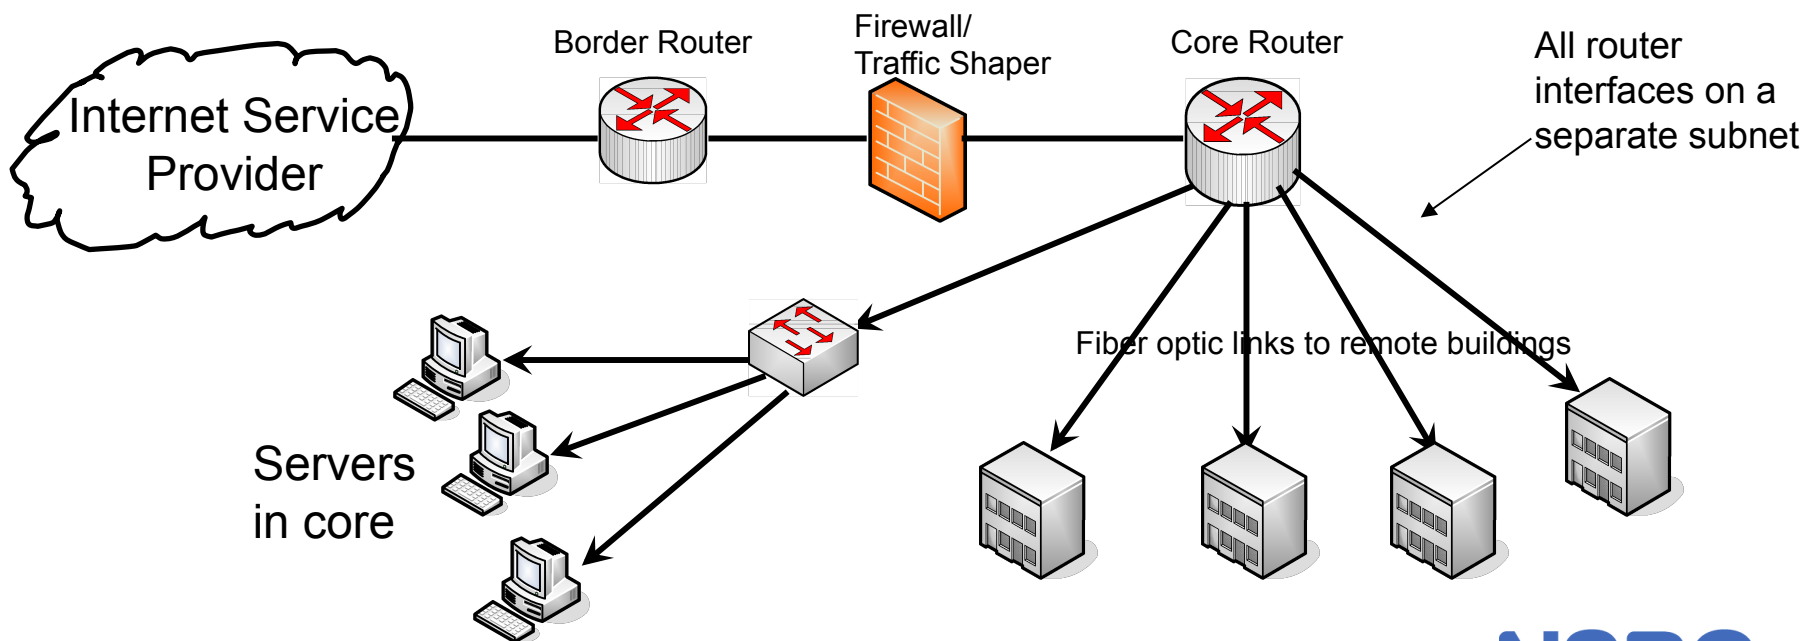 Internet Service
Provider
Border Router
Firewall/
Traffic Shaper
Core Router
All router
interfaces on a
separate subnet
Fiber optic links to remote buildings
Servers
in core